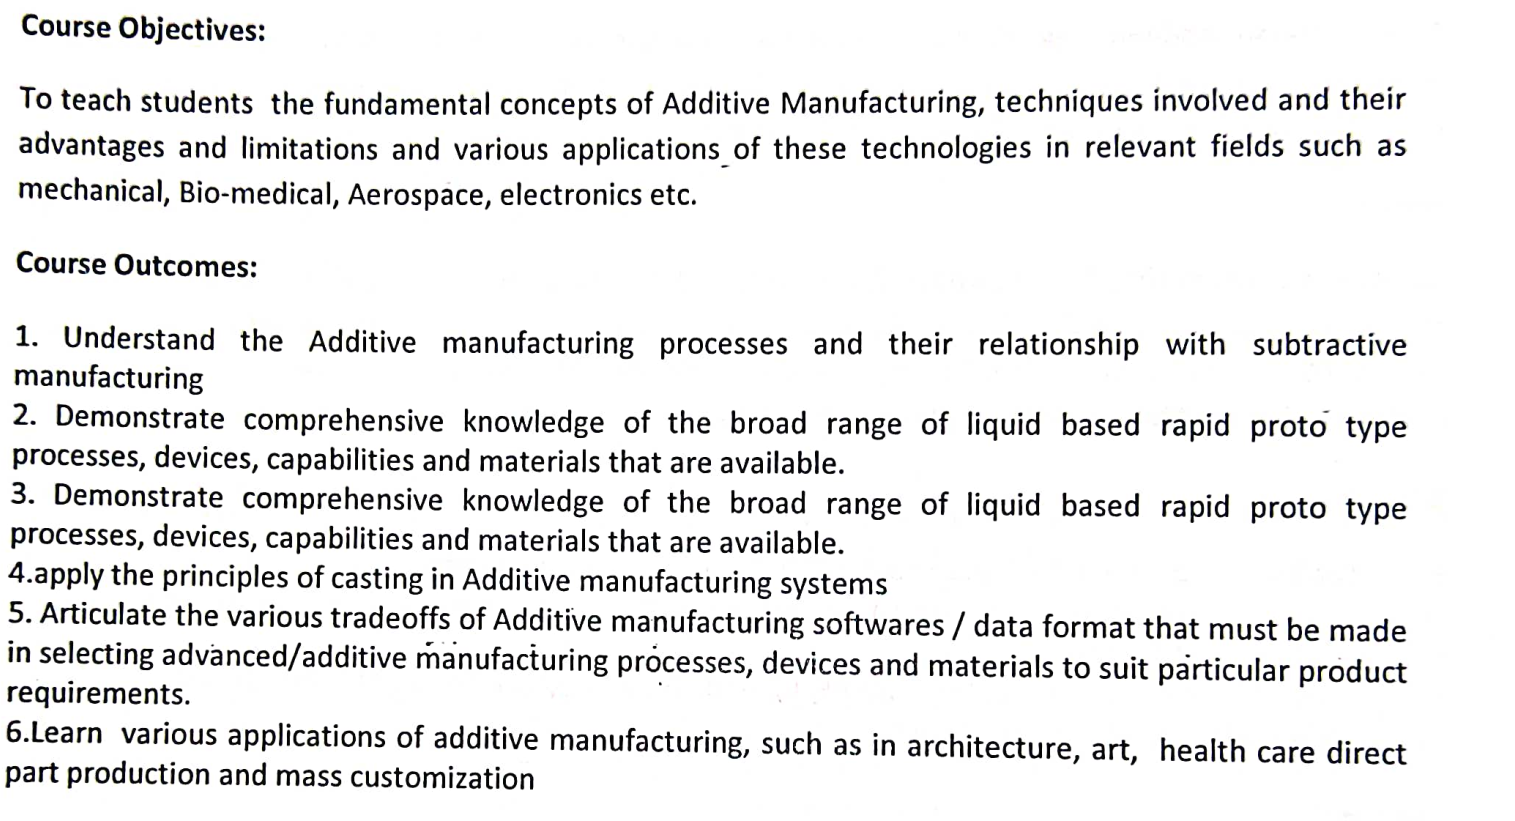 Course Objectives:
To teach students the fundamental concepts of Additive Manufacturing, techniques involved and their
advantages and limitations and various applications of these technologies in relevant fields such as
mechanical, Bio-medical, Aerospace, electronics etc.
Course Outcomes:
1. Understand the Additive manufacturing processes and their relationship with subtractive
manufacturing
2. Demonstrate comprehensive knowledge of the broad range of liquid based rapid proto type
processes, devices, capabilities and materials that are available.
3. Demonstrate comprehensive knowledge of the broad range of liquid based rapid proto type
processes, devices, capabilities and materials that are available.
4.apply the principles of casting in Additive manufacturing systems
5. Articulate the various tradeoffs of Additive manufacturing softwares / data format that must be made
in selecting advanced/additive manufacturing processes, devices and materials to suit particular product
requirements.
6.Learn various applications of additive manufacturing, such as in architecture, art, health care direct
part production and mass customization